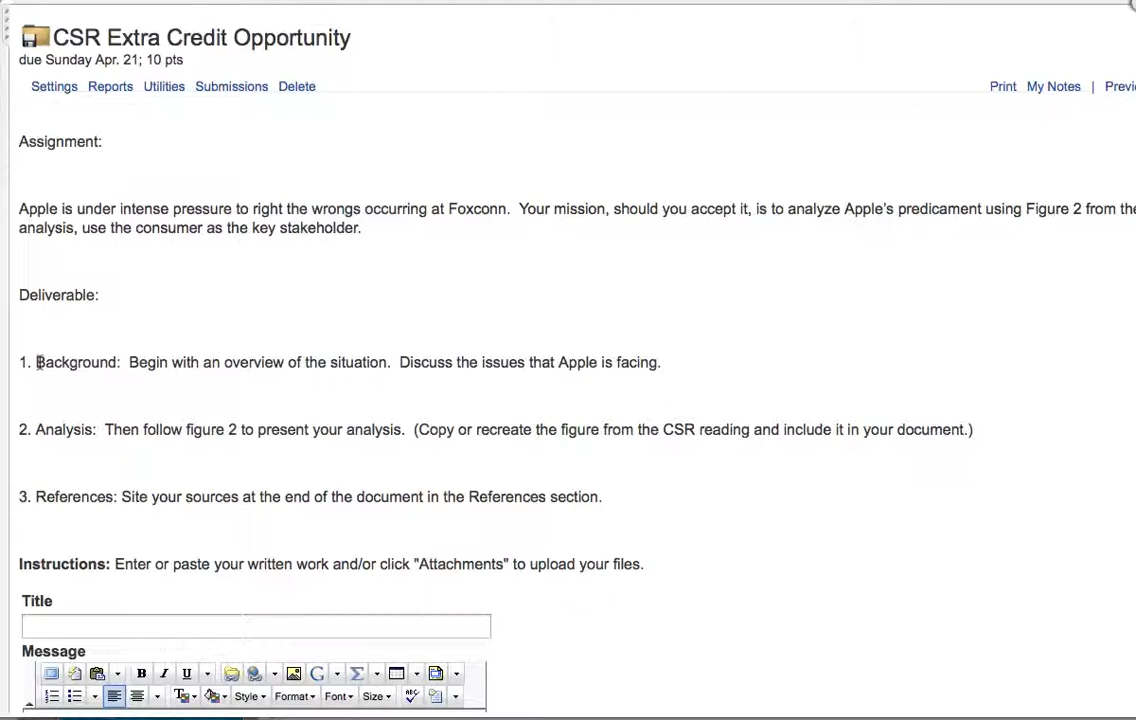 CSR Extra Credit Opportunity
due Sunday Apr. 21; 10 pts
Settings Reports Utilities Submissions Delete Print My Notes | Previe
Assignment:
Apple is under intense pressure to right the wrongs occurring at Foxconn. Your mission, should you accept it, is to analyze Apple's predicament using Figure 2 from the
analysis, use the consumer as the key stakeholder.
Deliverable:
1. Background: Begin with an overview of the situation. Discuss the issues that Apple is facing.
2. Analysis: Then follow figure 2 to present your analysis. (Copy or recreate the figure from the CSR reading and include it in your document.)
3. References: Site your sources at the end of the document in the References section.
Instructions: Enter or paste your written work and/or click "Attachments" to upload your files.
Title
Message
B I U
Style Format Font Size ABC